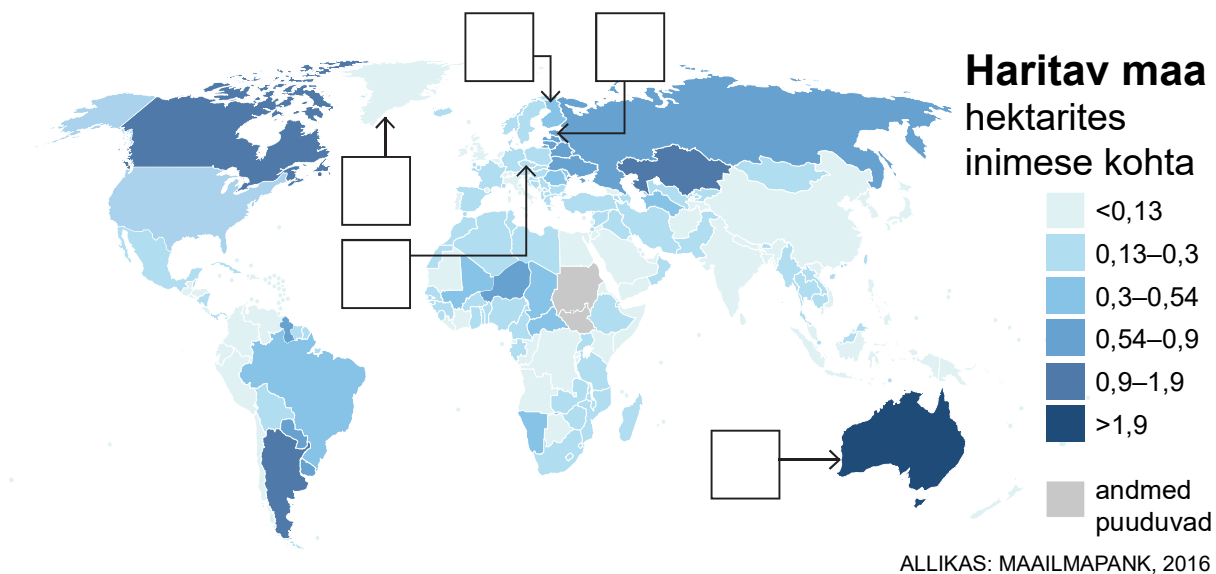 Haritav maa
hektarites
inimese kohta
<0,13
0,13–0,3
0,3–0,54
0,54–0,9
0,9–1,9
>1,9
andmed
puuduvad
ALLIKAS: MAAILMAPANK, 2016